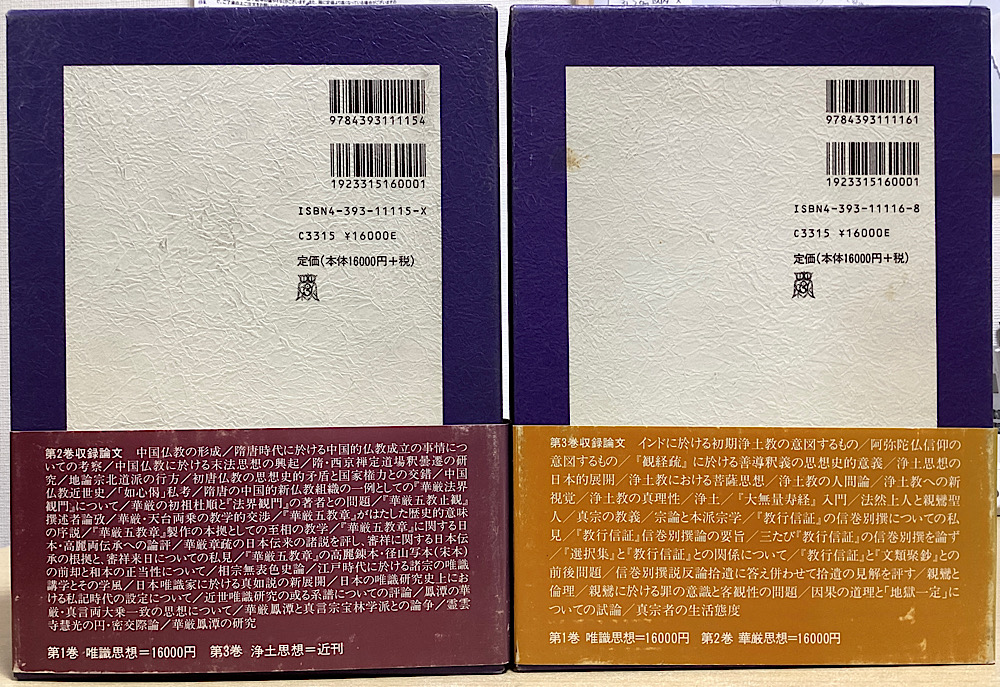 9784393111154
1923315160001
ISBN4-393-11115-X
C3315 ¥16000E
定価(本体16000円+税)
第2巻収録論文 中国仏教の形成／隋唐時代に於ける中国的仏教成立の事情につ
いての考察／中国仏教に於ける末法思想の興起／隋・西京禅定道場釈曇遷の研
究／地論宗北道派の行方／初唐仏教の思想史的矛盾と国家権力との交錯／中国
仏教近世史／「如心偈」私考／隋唐の中国的新仏教組織の一例としての『華厳法界
観門』について／華厳の初祖杜順と『法界観門』の著者との問題／『華厳五教止観』
撰述者論攷／華厳・天台両乗の教学的交渉／『華厳五教章』がはたした歴史的意味
の序説／『華厳五教章』製作の本拠としての至相の教学／『華厳五教章』に関する日
本・高麗両伝承への論評／華厳章疏の日本伝来の諸説を評し、審祥に関する日本伝
承の根拠と、審祥来日についての私見／『華厳五教章』の高麗錬本・径山写本(宋本)
の前却と和本の正当性について／相宗無表色史論／江戸時代に於ける諸宗の唯識
講学とその学風／日本唯識家に於ける真如説の新展開／日本の唯識研究史上にお
ける私記時代の設定について／近世唯識研究の或る系譜についての評論／鳳潭の華
厳・真言両大乗一致の思想について／華厳鳳潭と真言宗宝林学派との論争／霊雲
寺慧光の円・密交際論／華厳鳳潭の研究
第1巻 唯識思想=16000円 第3巻 浄土思想=近刊
9784393111161
1923315160001
ISBN4-393-11116-8
C3315 ¥16000E
定価(本体16000円+税)
第3巻収録論文 インドに於ける初期浄土教の意図するもの／阿弥陀仏信仰の
意図するもの／『観経疏』に於ける善導釈義の思想史的意義／浄土思想の
日本的展開／浄土教における菩薩思想／浄土教の人間論／浄土教への新
視覚／浄土教の真理性／浄土／『大無量寿経』入門／法然上人と親鸞聖
人／真宗の教義／宗論と本派宗学／『教行信証』の信巻別撰についての私
見／『教行信証』信巻別撰論の要旨／三たび『教行信証』の信巻別撰を論ず
／『選択集』と『教行信証』との関係について／『教行信証』と『文類聚鈔』との
前後問題／信巻別撰説反論拾遺に答え併わせて拾遺の見解を評す／親鸞と
倫理／親鸞に於ける罪の意識と客観性の問題／因果の道理と「地獄一定」に
ついての試論／真宗者の生活態度
第1巻 唯識思想=16000円 第2巻 華厳思想=16000円